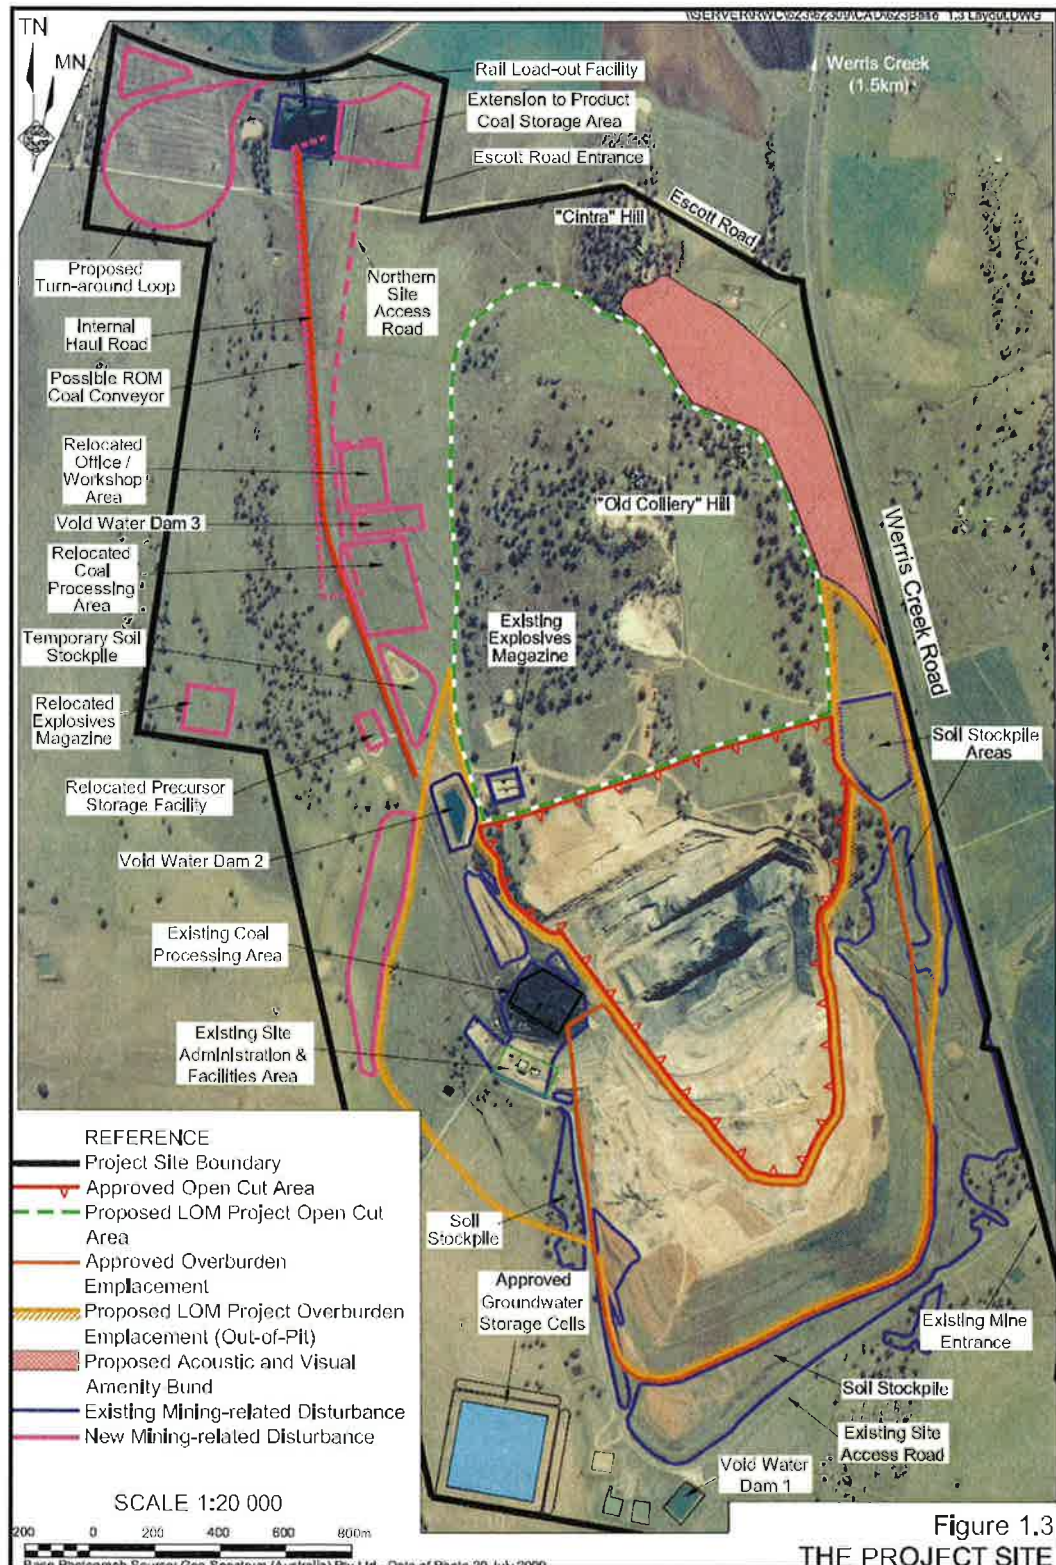 TN
MN
Rail Load-out Facility
Extension to Product
Coal Storage Area
Escott Road Entrance
Werris Creek
(1.5km)
"Cintra" Hill
Escott Road
Proposed
Turn-around Loop
Northern
Site
Access
Road
Internal
Haul Road
Possible ROM
Coal Conveyor
Relocated
Office /
Workshop
Area
"Old Colliery" Hill
Void Water Dam 3
Relocated
Coal
Processing
Area
Werris Creek Road
Existing
Explosives
Magazine
Temporary Soil
Stockpile
Relocated
Explosives
Magazine
Soil Stockpile
Areas
Relocated Precursor
Storage Facility
Void Water Dam 2
Existing Coal
Processing Area
Existing Site
Administration &
Facilities Area
REFERENCE
Project Site Boundary
Approved Open Cut Area
Proposed LOM Project Open Cut
Area
Approved Overburden
Emplacement
Proposed LOM Project Overburden
Emplacement (Out-of-Pit)
Proposed Acoustic and Visual
Amenity Bund
Existing Mining-related Disturbance
New Mining-related Disturbance
Soil
Stockpile
Approved
Groundwater
Storage Cells
Existing Mine
Entrance
Soil Stockpile
Existing Site
Access Road
Void Water
Dam 1
SCALE 1:20 000
200 0 200 400 600 800m
Figure 1.3
THE PROJECT SITE